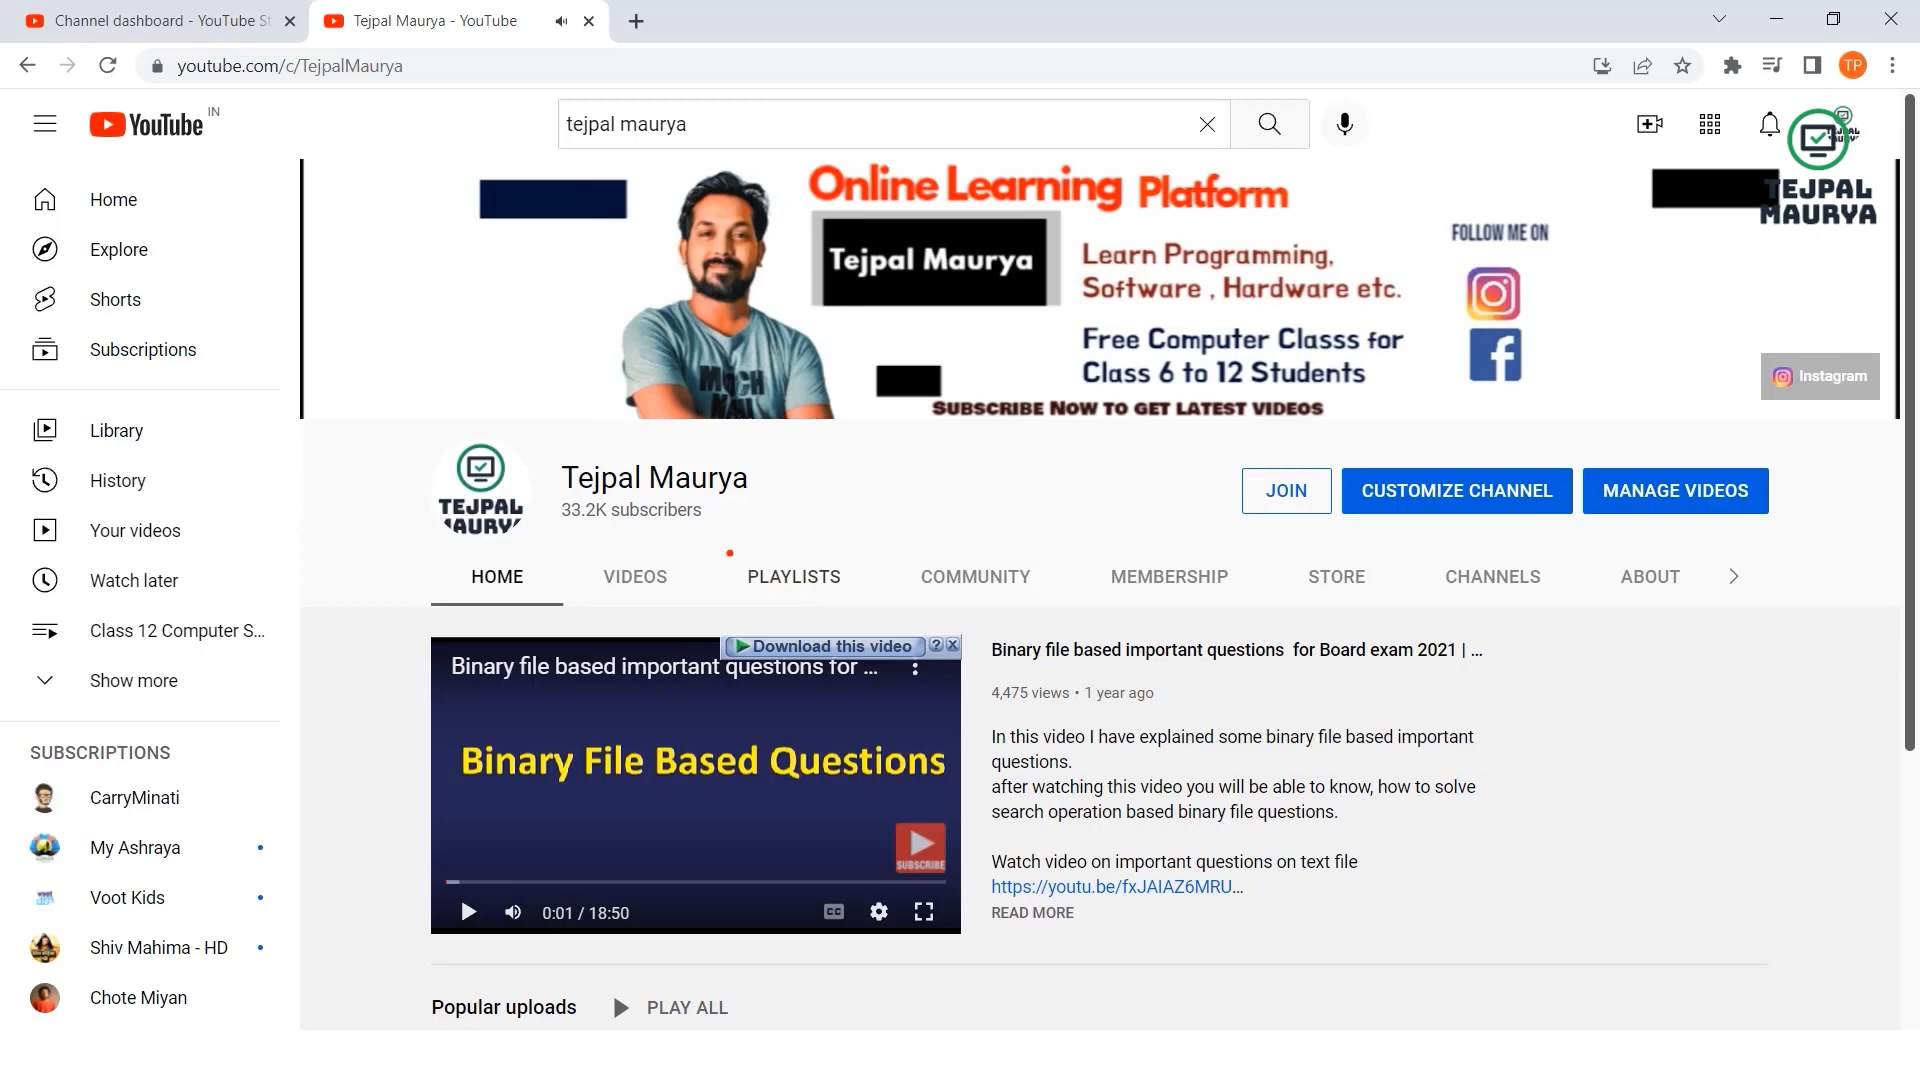 Channel dashboard - YouTube St
Tejpal Maurya - YouTube
youtube.com/c/TejpalMaurya
TP
YouTube IN
tejpal maurya
TEJPAL
MAURYA
Home
Explore
Shorts
Subscriptions
Library
History
Your videos
Watch later
Class 12 Computer S...
Show more
SUBSCRIPTIONS
CarryMinati
My Ashraya
Voot Kids
Shiv Mahima - HD
Chote Miyan
Online Learning Platform
Tejpal Maurya
Learn Programming,
Software , Hardware etc.
Free Computer Classs for
Class 6 to 12 Students
SUBSCRIBE NOW TO GET LATEST VIDEOS
FOLLOW ME ON
Instagram
TEJPAL
Tejpal Maurya
33.2K subscribers
JOIN
CUSTOMIZE CHANNEL
MANAGE VIDEOS
HOME
VIDEOS
PLAYLISTS
COMMUNITY
MEMBERSHIP
STORE
CHANNELS
ABOUT
Download this video
Binary file based important questions for ...
Binary File Based Questions
SUBSCRIBE
0:01 / 18:50
CC
Binary file based important questions for Board exam 2021 | ...
4,475 views • 1 year ago
In this video I have explained some binary file based important
questions.
after watching this video you will be able to know, how to solve
search operation based binary file questions.
Watch video on important questions on text file
https://youtu.be/fxJAIAZ6MRU...
READ MORE
Popular uploads
PLAY ALL